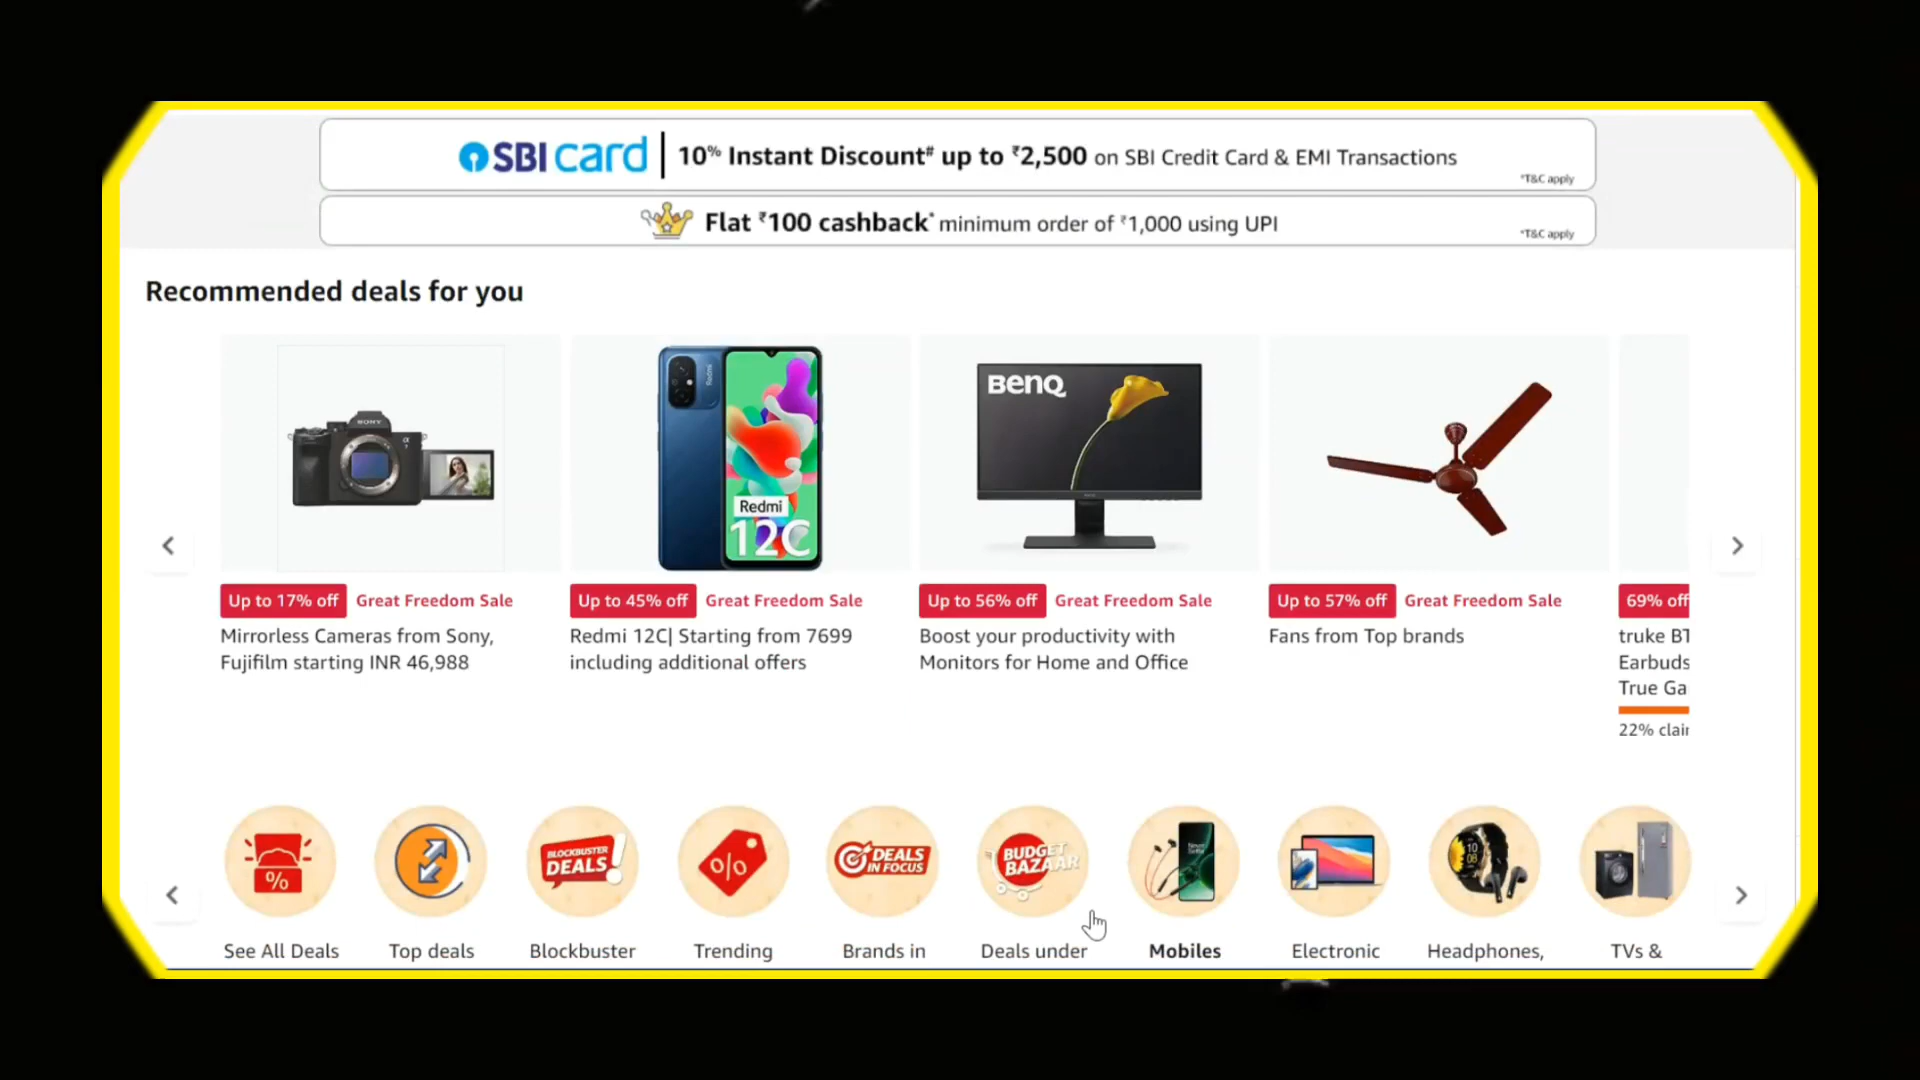 SBI card | 10% Instant Discount# up to ₹2,500 on SBI Credit Card & EMI Transactions
*T&C apply
Flat ₹100 cashback* minimum order of ₹1,000 using UPI
*T&C apply
Recommended deals for you
SONY
Redmi
Redmi
12C
BenQ
Up to 17% off Great Freedom Sale
Mirrorless Cameras from Sony,
Fujifilm starting INR 46,988
Up to 45% off Great Freedom Sale
Redmi 12C| Starting from 7699
including additional offers
Up to 56% off Great Freedom Sale
Boost your productivity with
Monitors for Home and Office
Up to 57% off Great Freedom Sale
Fans from Top brands
69% off
truke BT
Earbuds
True Ga
22% clai
%
BLOCKBUSTER
DEALS!
%
DEALS
IN FOCUS
BUDGET
BAZAAR
10
08
See All Deals
Top deals
Blockbuster
Trending
Brands in
Deals under
Mobiles
Electronic
Headphones,
TVs &